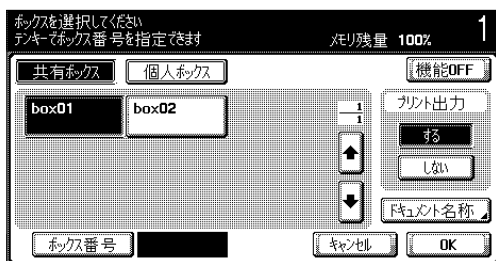 ボックスを選択してください
テンキーでボックス番号を指定できます
メモリ残量 100%
1
共有ボックス
個人ボックス
機能OFF
box01
box02
1
1
プリント出力
する
しない
ドキュメント名称
ボックス番号
キャンセル
OK